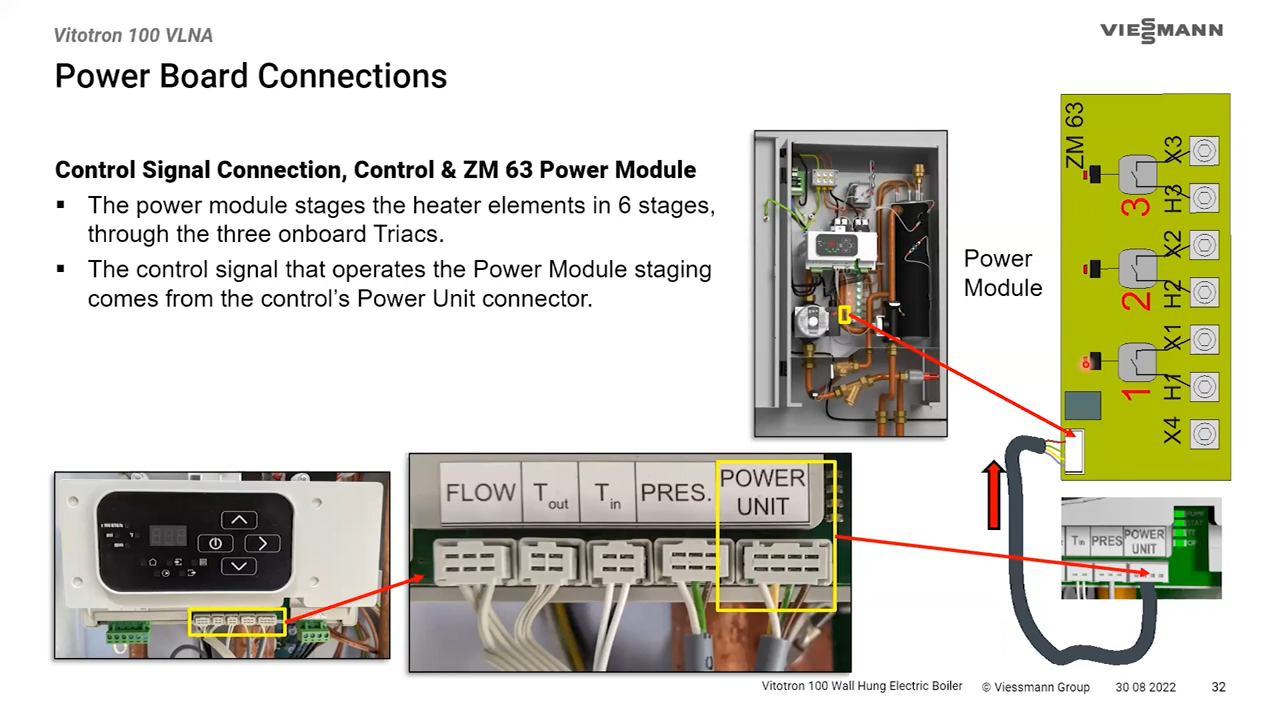 Vitotron 100 VLNA
VIESSMANN
Power Board Connections
Control Signal Connection, Control & ZM 63 Power Module
▪ The power module stages the heater elements in 6 stages,
through the three onboard Triacs.
▪ The control signal that operates the Power Module staging
comes from the control’s Power Unit connector.
Power
Module
ZM 63
X3
3
H3
X2
2
H2
X1
1
H1
X4
FLOW
Tout
Tin
PRES.
POWER
UNIT
Tin
PRES
POWER
UNIT
Vitotron 100 Wall Hung Electric Boiler
© Viessmann Group
30 08 2022
32